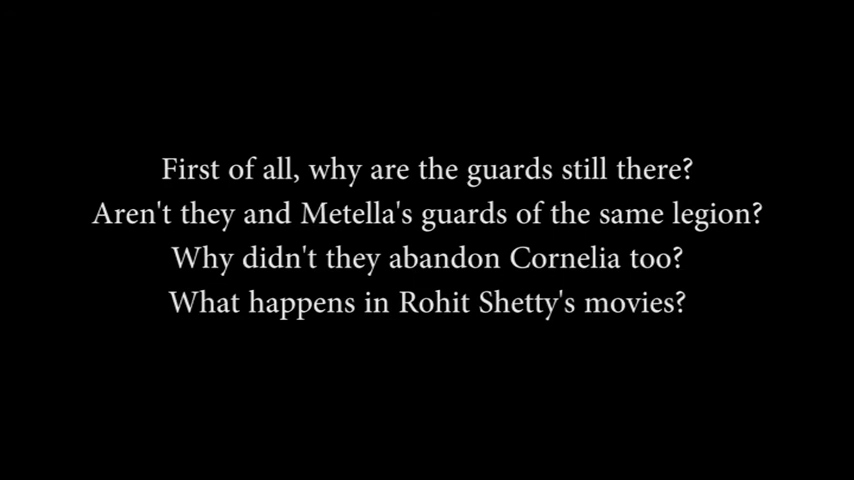 First of all, why are the guards still there?
Aren't they and Metella's guards of the same legion?
Why didn't they abandon Cornelia too?
What happens in Rohit Shetty's movies?